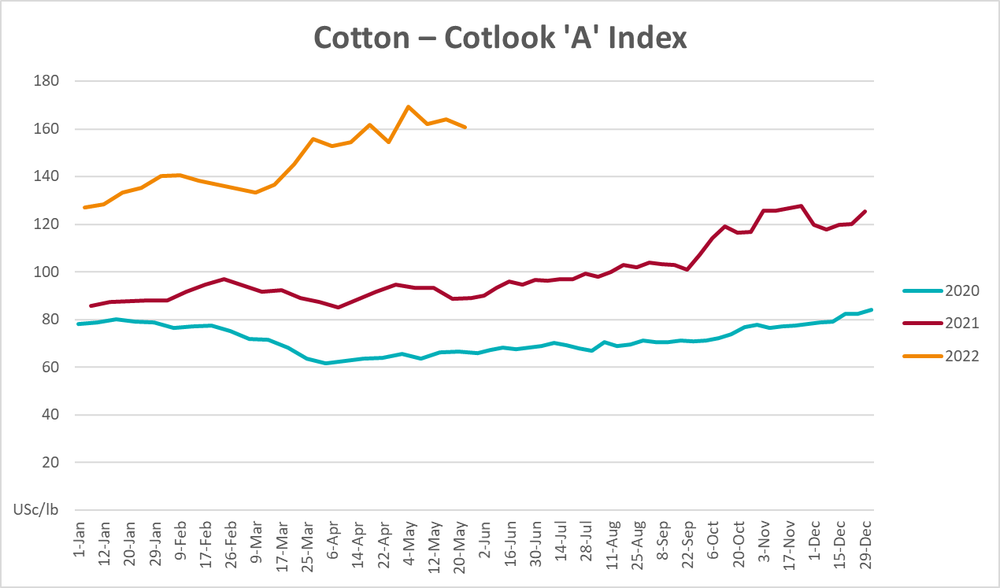 Cotton – Cotlook 'A' Index
180
160
140
120
100
80
60
40
20
USc/lb
1-Jan
12-Jan
20-Jan
29-Jan
9-Feb
17-Feb
26-Feb
9-Mar
17-Mar
25-Mar
6-Apr
14-Apr
22-Apr
4-May
12-May
20-May
2-Jun
16-Jun
30-Jun
14-Jul
28-Jul
11-Aug
25-Aug
8-Sep
22-Sep
6-Oct
20-Oct
3-Nov
17-Nov
1-Dec
15-Dec
29-Dec
2020
2021
2022